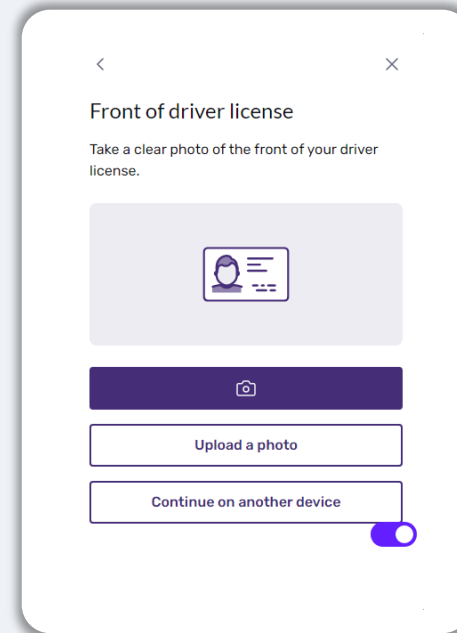 Front of driver license
Take a clear photo of the front of your driver
license.
Upload a photo
Continue on another device